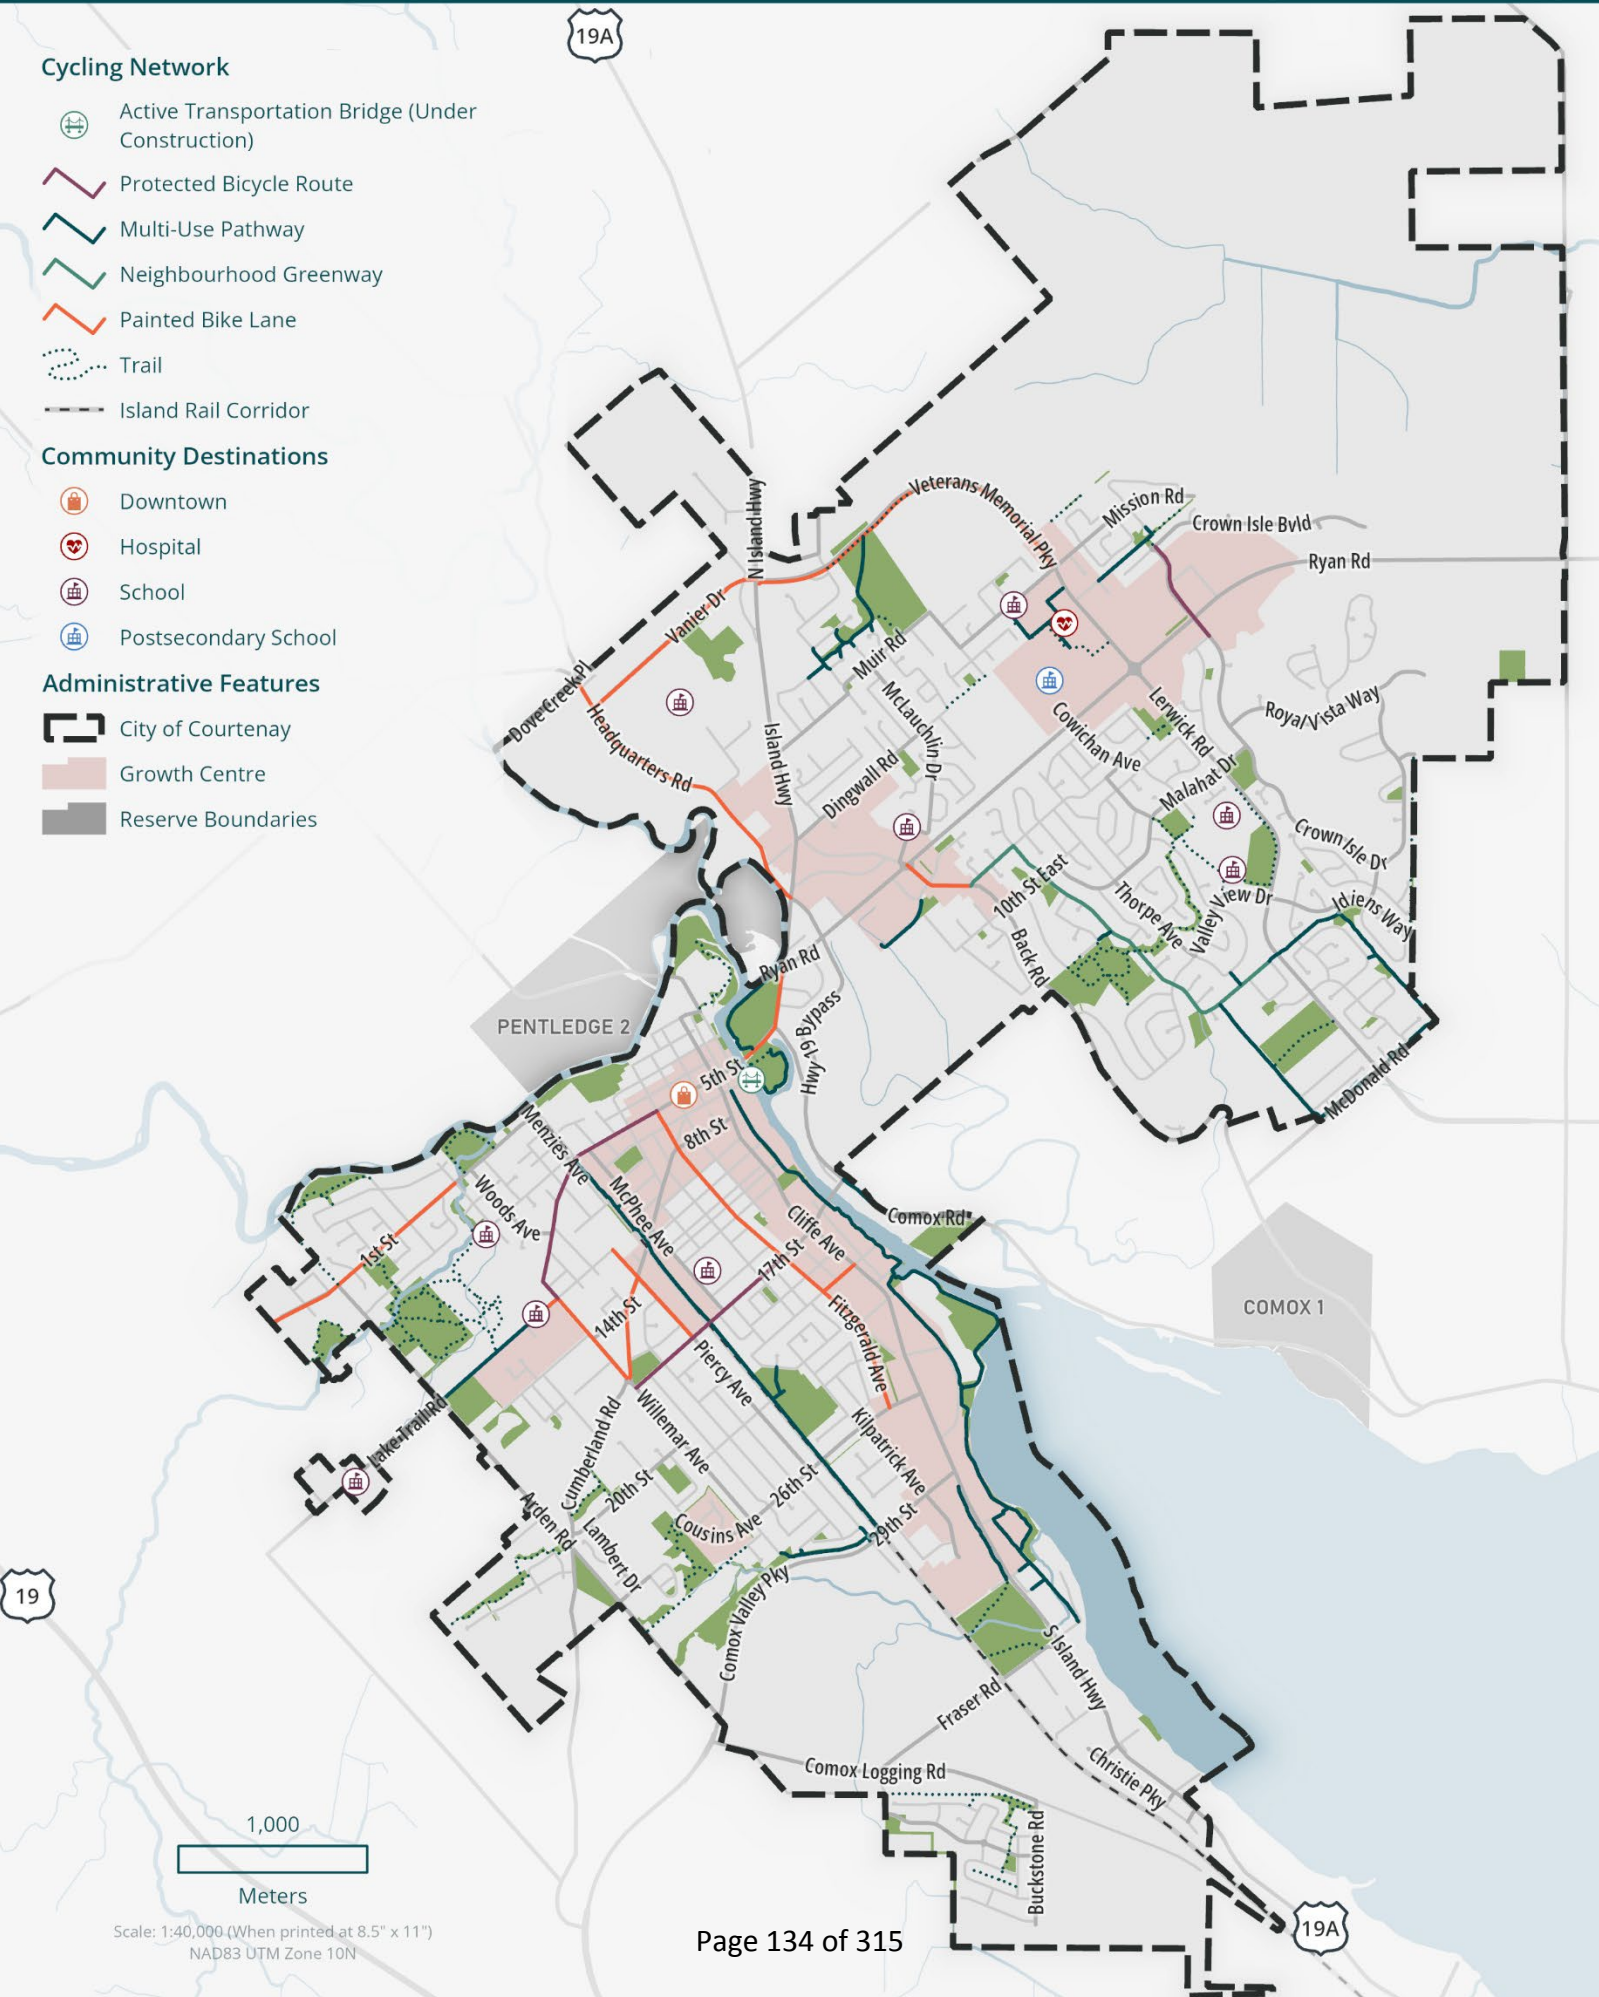 19A
Cycling Network
Active Transportation Bridge (Under
Construction)
Protected Bicycle Route
Multi-Use Pathway
Neighbourhood Greenway
Painted Bike Lane
Trail
Island Rail Corridor
Community Destinations
Downtown
Hospital
School
Postsecondary School
Administrative Features
City of Courtenay
Growth Centre
Reserve Boundaries
N Island Hwy
Veterans Memorial Pky
Mission Rd
Crown Isle Bvld
Ryan Rd
Vanier Dr
Muir Rd
Dove Creek Pl
Headquarters Rd
Island Hwy
McLauchlin Dr
Dingwall Rd
Cowichan Ave
Lerwick Rd
Royal Vista Way
Malahat Dr
Crown Isle Dr
10th St East
Thorpe Ave
Valley View Dr
Idiens Way
Back Rd
Ryan Rd
Hwy 19 Bypass
McDonald Rd
PENTLEDGE 2
5th St
8th St
Menzies Ave
McPhee Ave
Woods Ave
1st St
Comox Rd
Cliffe Ave
17th St
14th St
Fitzgerald Ave
COMOX 1
Piercy Ave
Willemar Ave
Kilpatrick Ave
Lake Trail Rd
Cumberland Rd
20th St
26th St
29th St
Cousins Ave
Arden Rd
Lambert Dr
Comox Valley Pky
19
S Island Hwy
Fraser Rd
Comox Logging Rd
Christie Pky
Buckstone Rd
19A
1,000
Meters
Scale: 1:40,000 (When printed at 8.5" x 11")
NAD83 UTM Zone 10N
Page 134 of 315